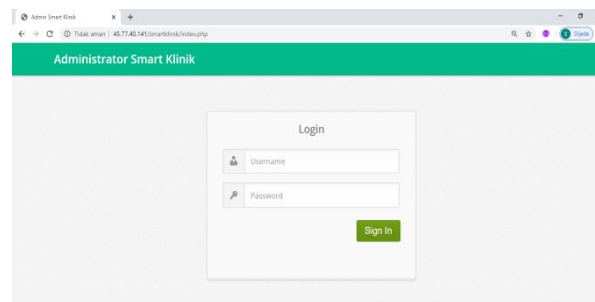 Admin Smart Klinik
Tidak aman | 45.77.40.141/smartklinik/index.php
Dijeda
Administrator Smart Klinik
Login
Username
Password
Sign In